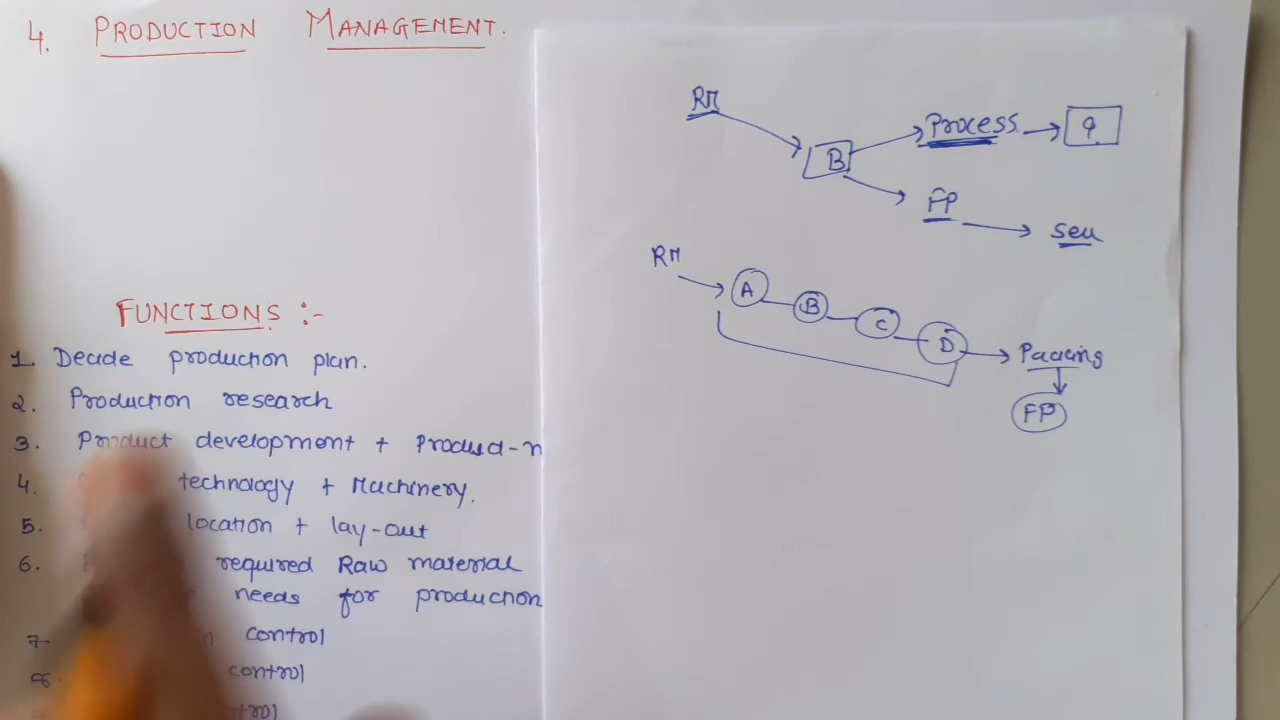 4. PRODUCTION MANAGEMENT.
FUNCTIONS :-
1. Decide production plan.
2. Production research
3. Product development +
4. technology + Machinery.
5. location + lay-out
6. required Raw material
needs for production
7- control
8. control
RM
B
Process
FP
sell
RM
A
B
C
D
Packing
FP